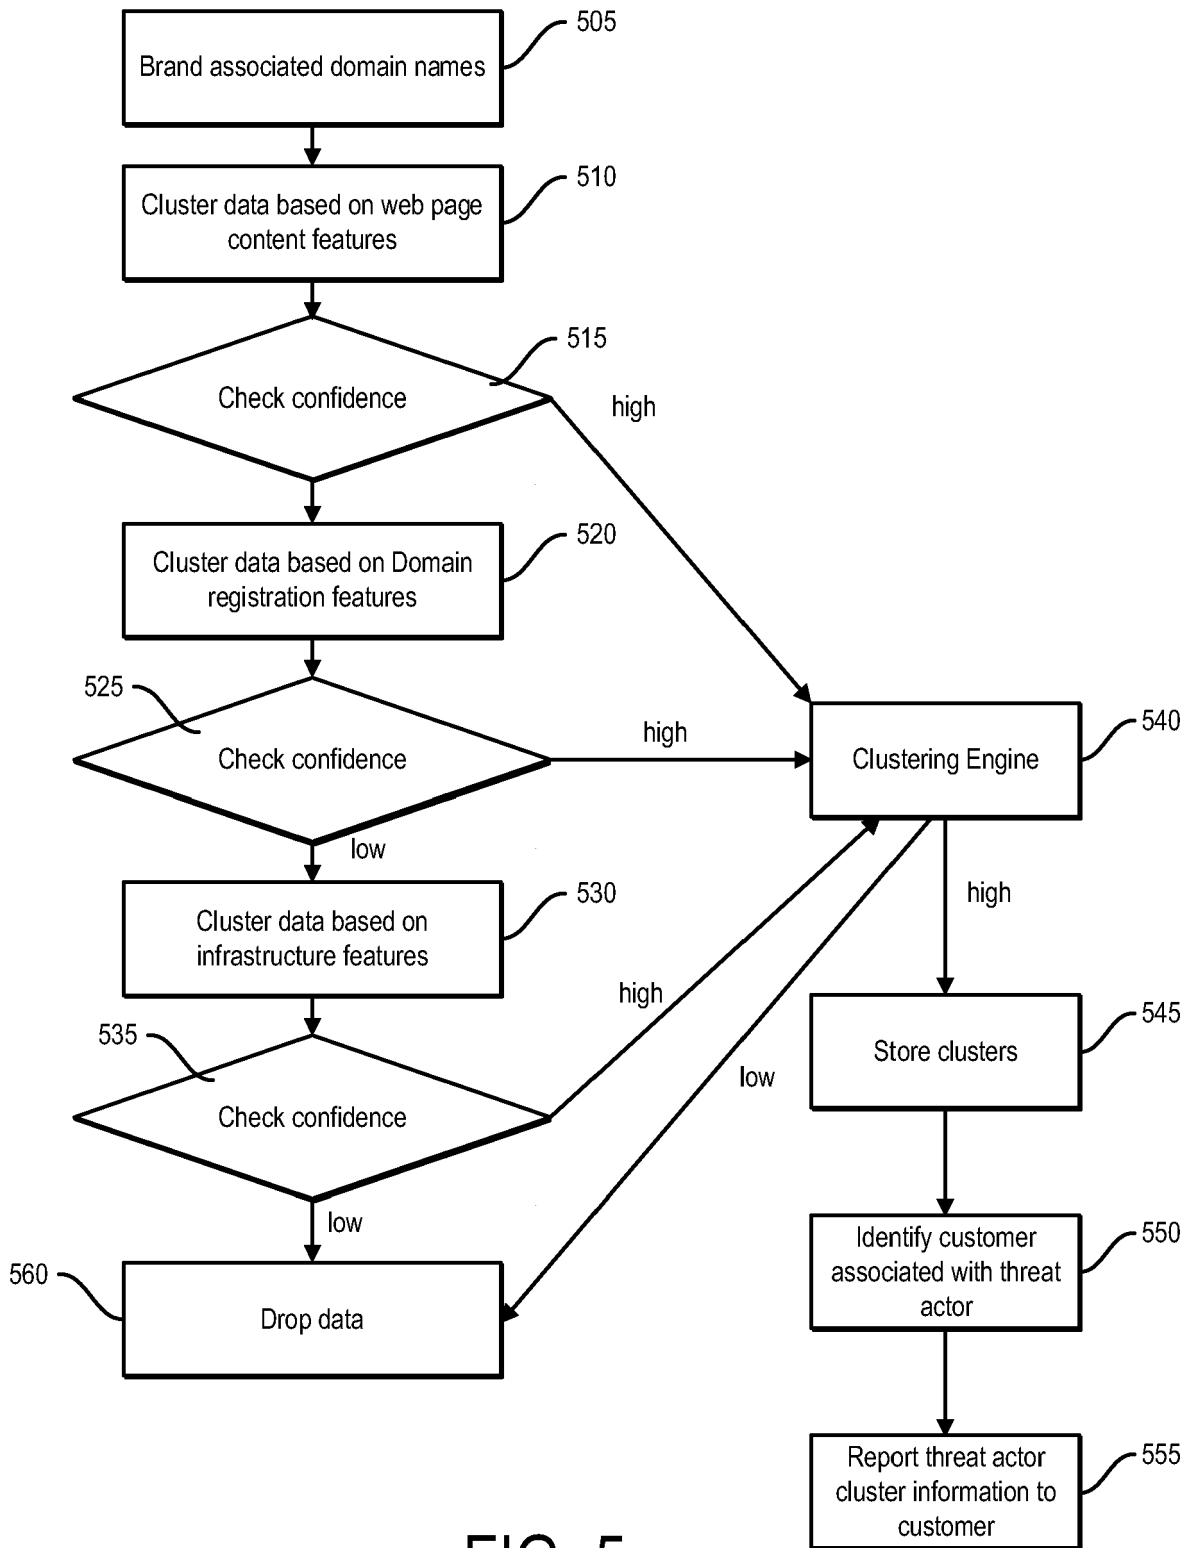 505
Brand associated domain names
510
Cluster data based on web page
content features
515
Check confidence
high
520
Cluster data based on Domain
registration features
525
Check confidence
high
540
Clustering Engine
low
530
Cluster data based on
infrastructure features
high
high
545
Store clusters
535
Check confidence
low
low
560
Drop data
550
Identify customer
associated with threat
actor
555
Report threat actor
cluster information to
customer
FIG. 5